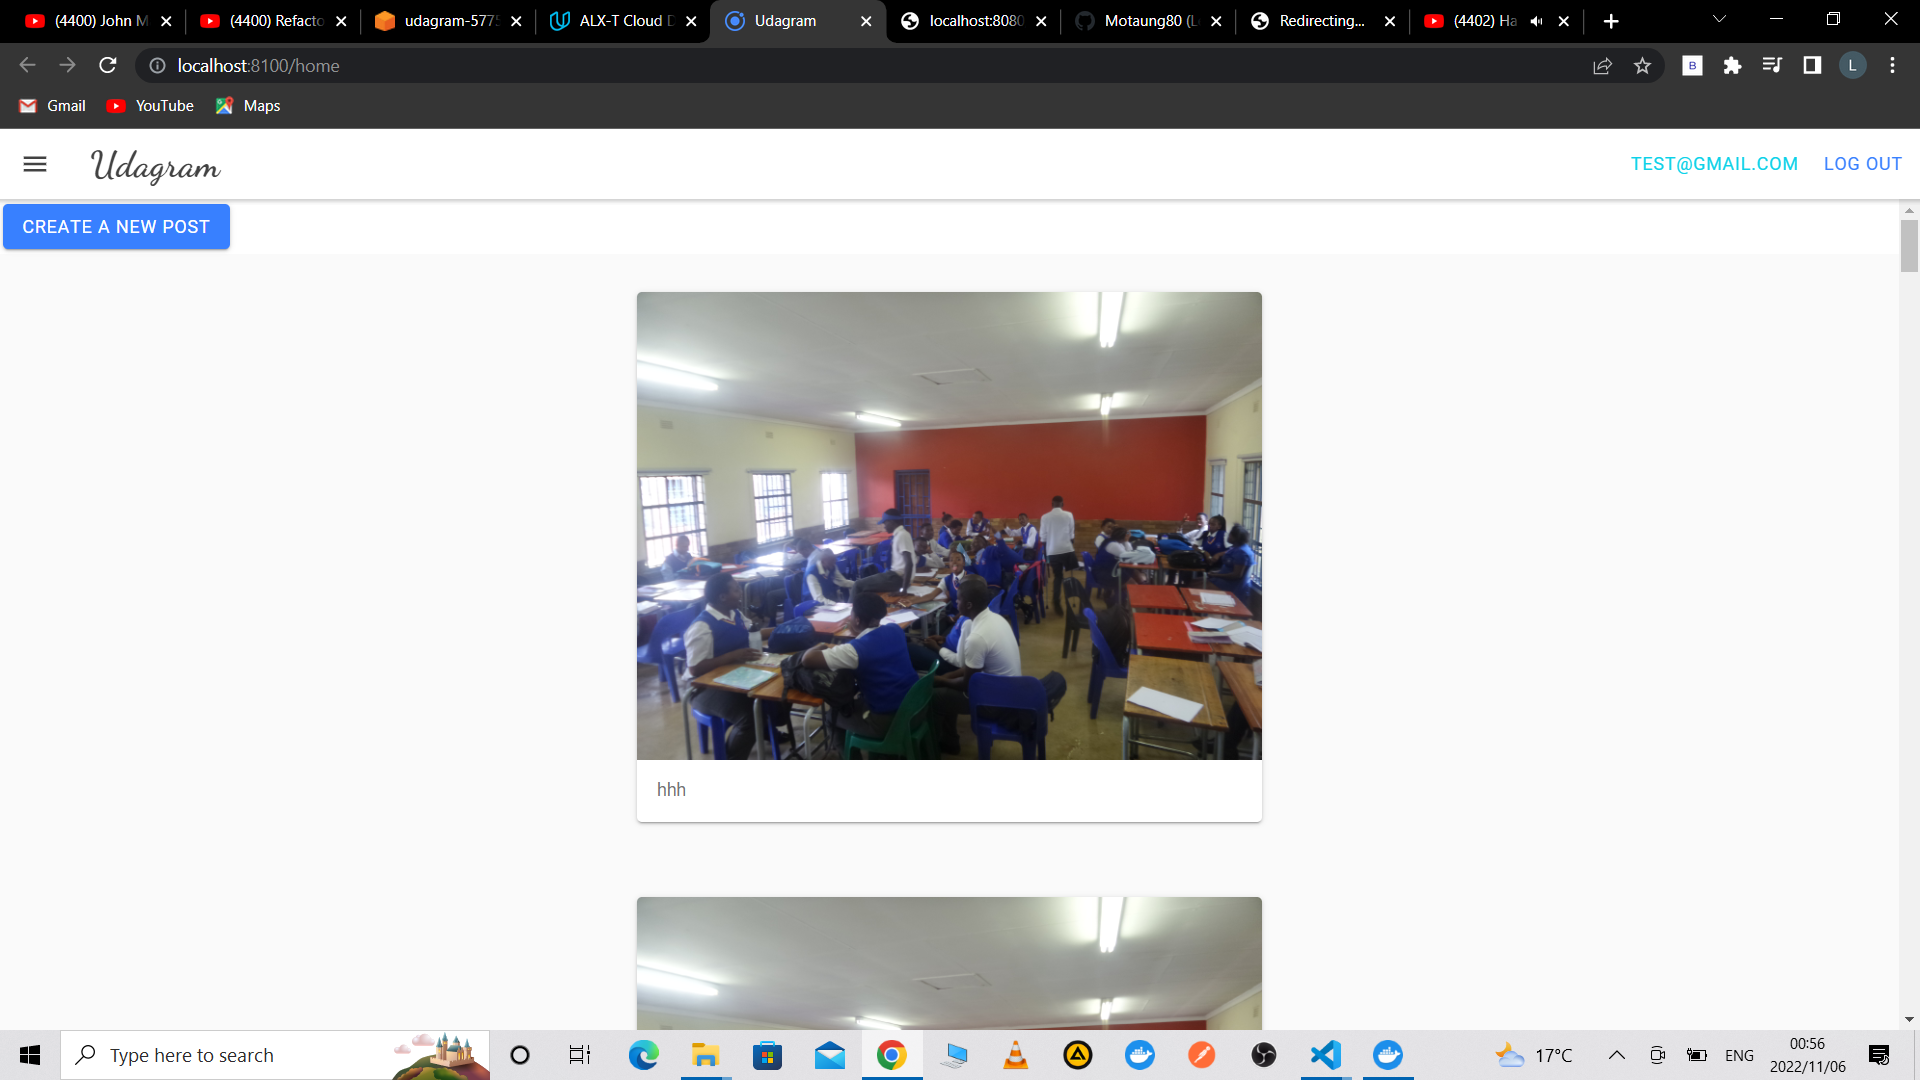 (4400) John M
(4400) Refacto
udagram-5775
ALX-T Cloud D
Udagram
localhost:8080
Motaung80 (L
Redirecting...
(4402) Ha
localhost:8100/home
B
L
Gmail
YouTube
Maps
Udagram
TEST@GMAIL.COM
LOG OUT
CREATE A NEW POST
hhh
Type here to search
17°C
ENG
00:56
2022/11/06